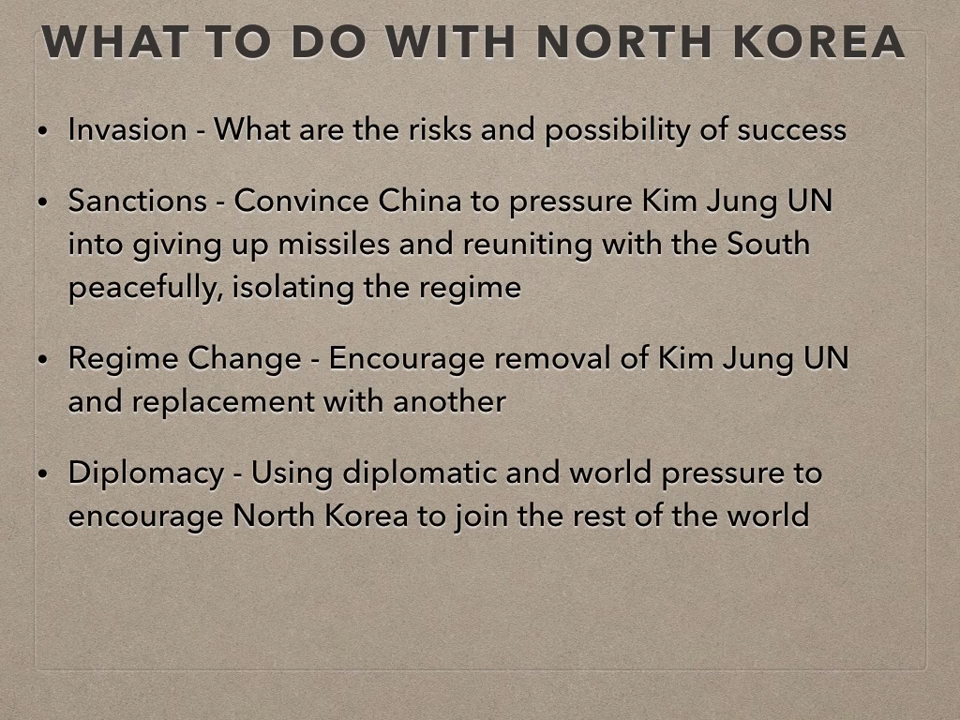 WHAT TO DO WITH NORTH KOREA
• Invasion - What are the risks and possibility of success
• Sanctions - Convince China to pressure Kim Jung UN
into giving up missiles and reuniting with the South
peacefully, isolating the regime
• Regime Change - Encourage removal of Kim Jung UN
and replacement with another
• Diplomacy - Using diplomatic and world pressure to
encourage North Korea to join the rest of the world